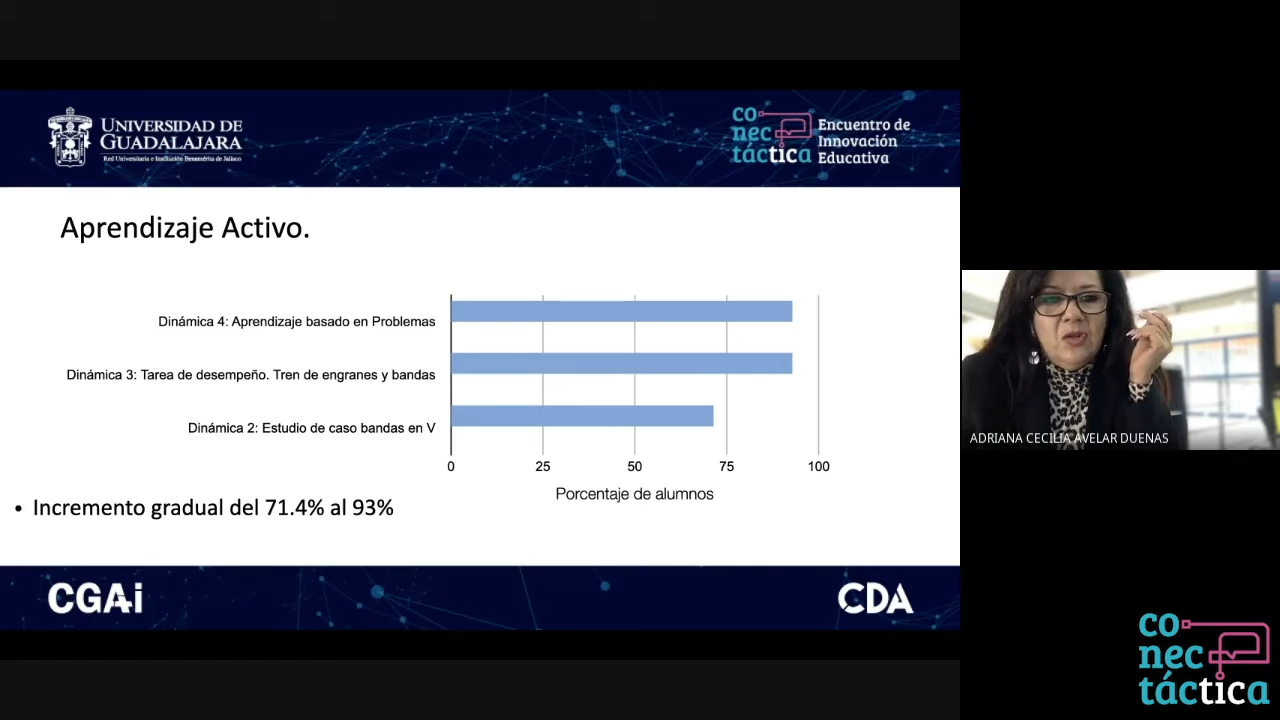 UNIVERSIDAD DE
GUADALAJARA
Red Universitaria e Institución Benemérita de Jalisco
co
nec
táctica
Encuentro de
Innovación
Educativa
Aprendizaje Activo.
Dinámica 4: Aprendizaje basado en Problemas
Dinámica 3: Tarea de desempeño. Tren de engranes y bandas
Dinámica 2: Estudio de caso bandas en V
0 25 50 75 100
Porcentaje de alumnos
• Incremento gradual del 71.4% al 93%
CGAi
CDA
ADRIANA CECILIA AVELAR DUENAS
co
nec
táctica